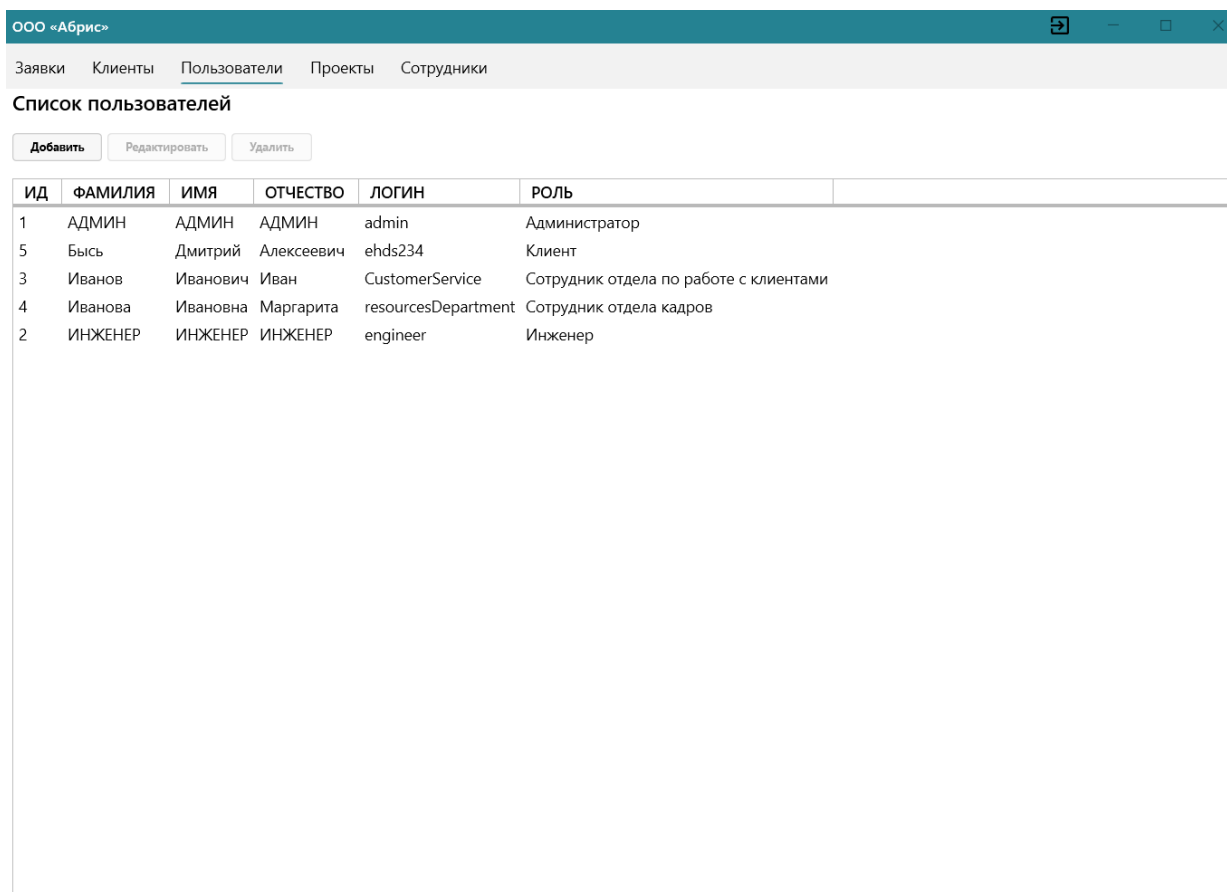 ООО «Абрис»
Заявки Клиенты Пользователи Проекты Сотрудники
Список пользователей
Добавить Редактировать Удалить
ИД ФАМИЛИЯ ИМЯ ОТЧЕСТВО ЛОГИН РОЛЬ
1 АДМИН АДМИН АДМИН admin Администратор
5 Бысь Дмитрий Алексеевич ehds234 Клиент
3 Иванов Иванович Иван CustomerService Сотрудник отдела по работе с клиентами
4 Иванова Ивановна Маргарита resourcesDepartment Сотрудник отдела кадров
2 ИНЖЕНЕР ИНЖЕНЕР ИНЖЕНЕР engineer Инженер